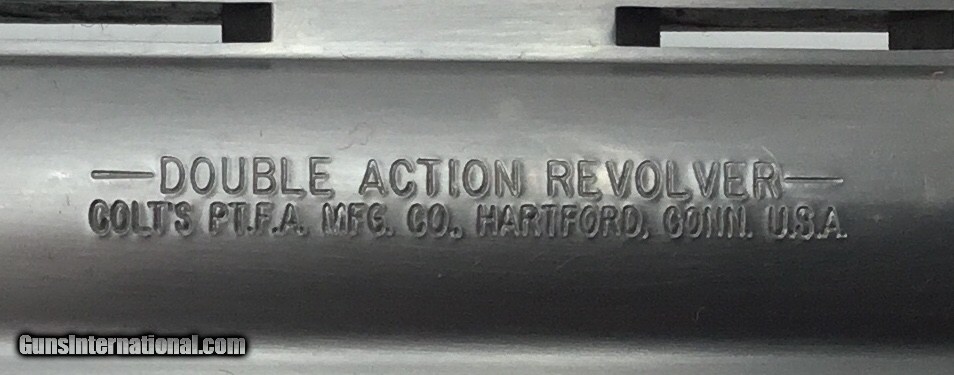 —DOUBLE ACTION REVOLVER—
COLT'S PT. F.A. MFG. CO., HARTFORD, CONN. U.S.A.
GunsInternational.com